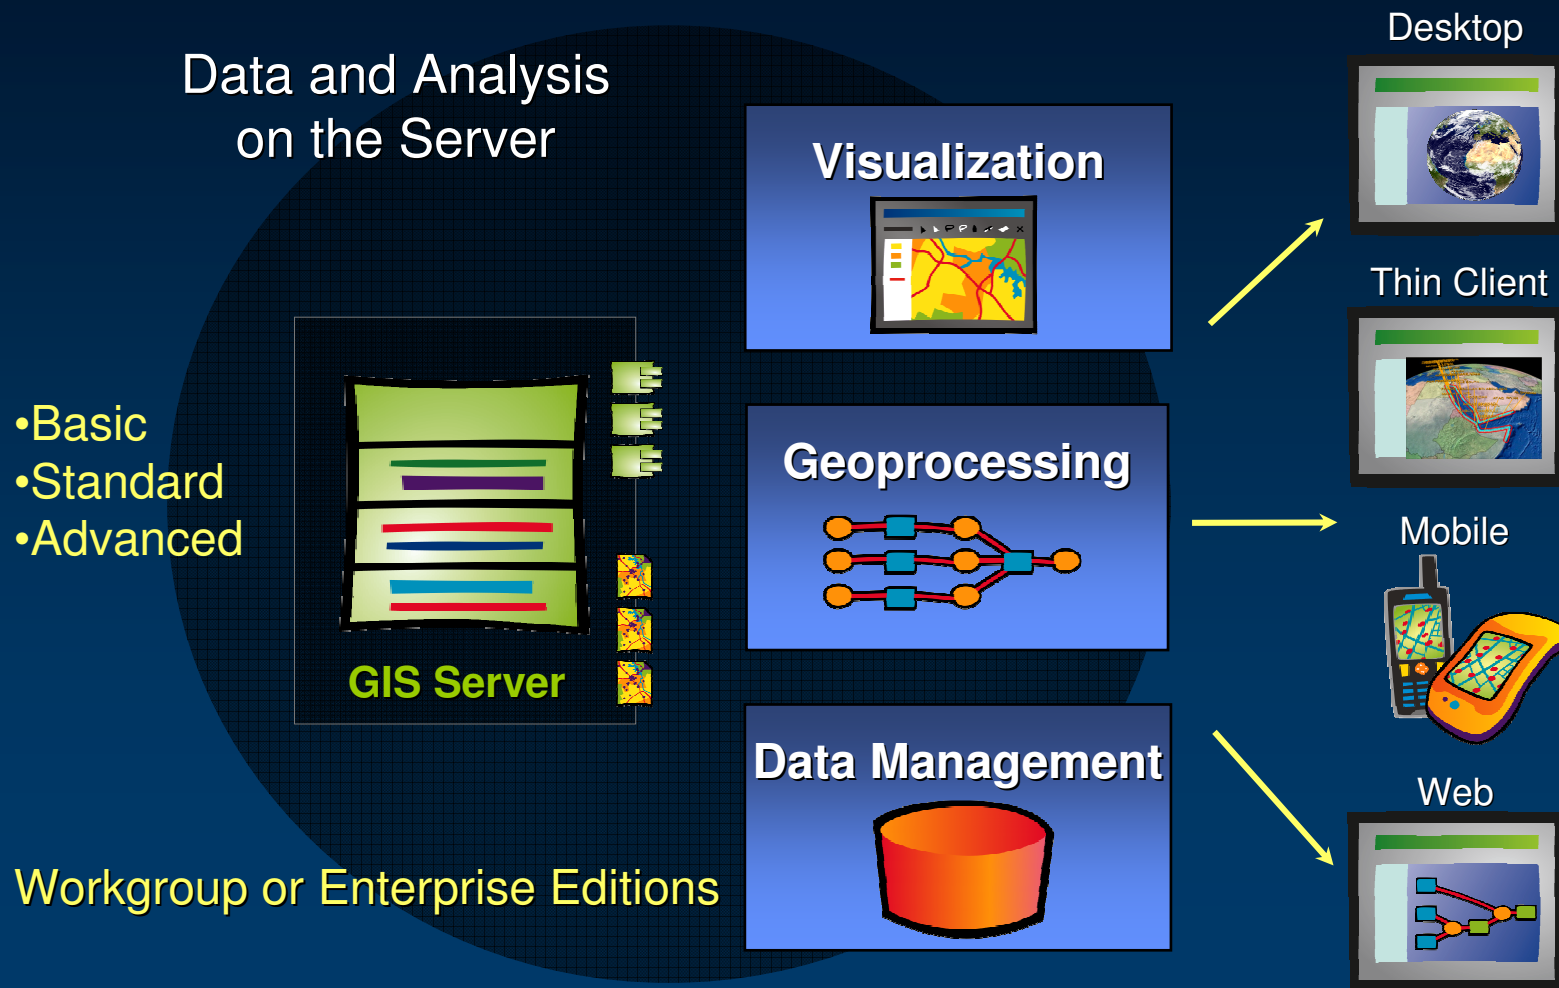 Data and Analysis
on the Server
•Basic
•Standard
•Advanced
GIS Server
Workgroup or Enterprise Editions
Visualization
Geoprocessing
Data Management
Desktop
Thin Client
Mobile
Web